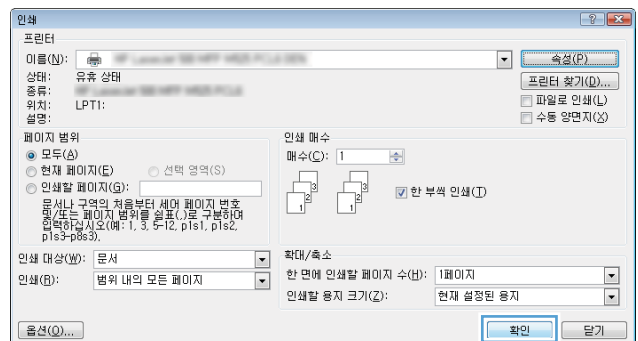 인쇄
프린터
이름(N):
속성(P)
상태: 유휴 상태
프린터 찾기(D)...
종류:
위치: LPT1:
파일로 인쇄(L)
설명:
수동 양면지(X)
페이지 범위
모두(A)
현재 페이지(E) 선택 영역(S)
인쇄할 페이지(G):
문서나 구역의 처음부터 세어 페이지 번호
및/또는 페이지 범위를 쉼표(,)로 구분하여
입력하십시오(예: 1, 3, 5-12, p1s1, p1s2,
p1s3-p8s3).
인쇄 매수
매수(C): 1
3
2
1
3
2
1
한 부씩 인쇄(T)
인쇄 대상(W): 문서
인쇄(R): 범위 내의 모든 페이지
확대/축소
한 면에 인쇄할 페이지 수(H): 1페이지
인쇄할 용지 크기(Z): 현재 설정된 용지
옵션(O)...
확인
닫기